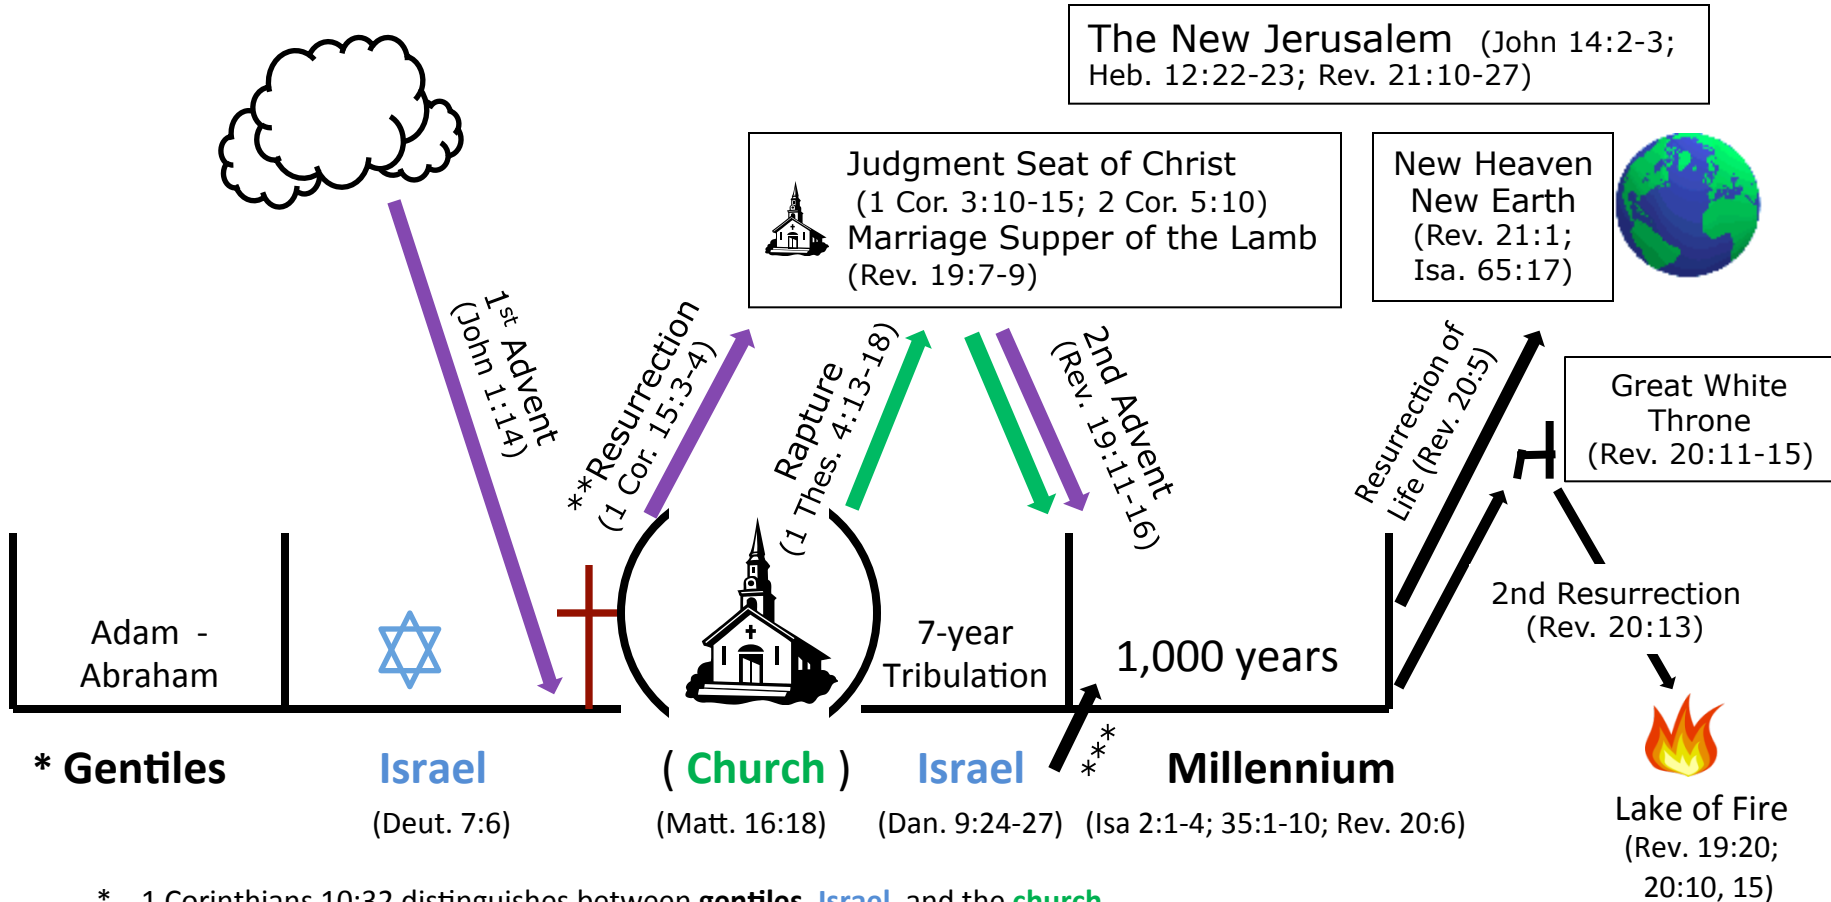 The New Jerusalem (John 14:2-3;
Heb. 12:22-23; Rev. 21:10-27)
Judgment Seat of Christ
(1 Cor. 3:10-15; 2 Cor. 5:10)
Marriage Supper of the Lamb
(Rev. 19:7-9)
New Heaven
New Earth
(Rev. 21:1;
Isa. 65:17)
1st Advent
(John 1:14)
**Resurrection
(1 Cor. 15:3-4)
Rapture
(1 Thes. 4:13-18)
2nd Advent
(Rev. 19:11-16)
Resurrection of
Life (Rev. 20:5)
Great White
Throne
(Rev. 20:11-15)
2nd Resurrection
(Rev. 20:13)
Adam -
Abraham
7-year
Tribulation
1,000 years
***
* Gentiles
Israel
(Deut. 7:6)
( Church )
(Matt. 16:18)
Israel
(Dan. 9:24-27)
Millennium
(Isa 2:1-4; 35:1-10; Rev. 20:6)
Lake of Fire
(Rev. 19:20;
20:10, 15)
* 1 Corinthians 10:32 distinguishes between gentiles, Israel, and the church